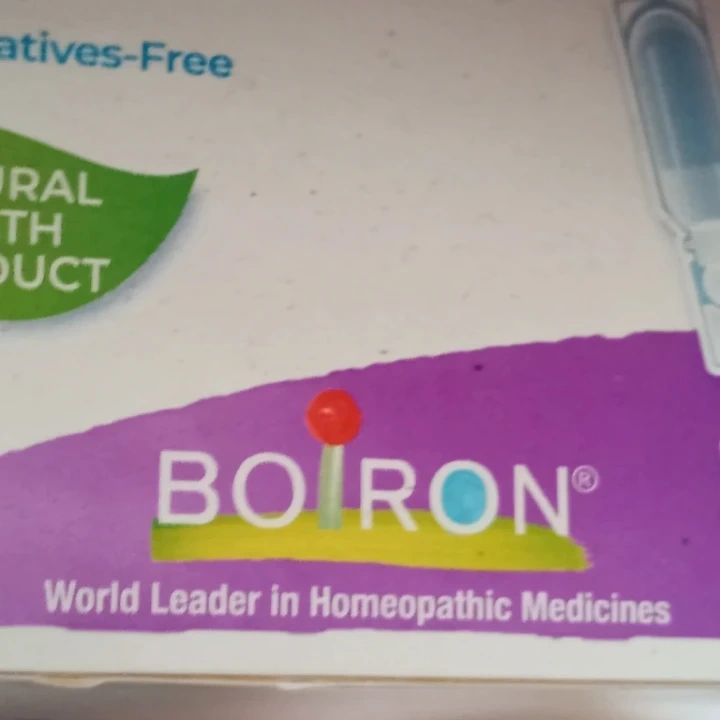 atives-Free
URAL
TH
DUCT
BOiRON®
World Leader in Homeopathic Medicines